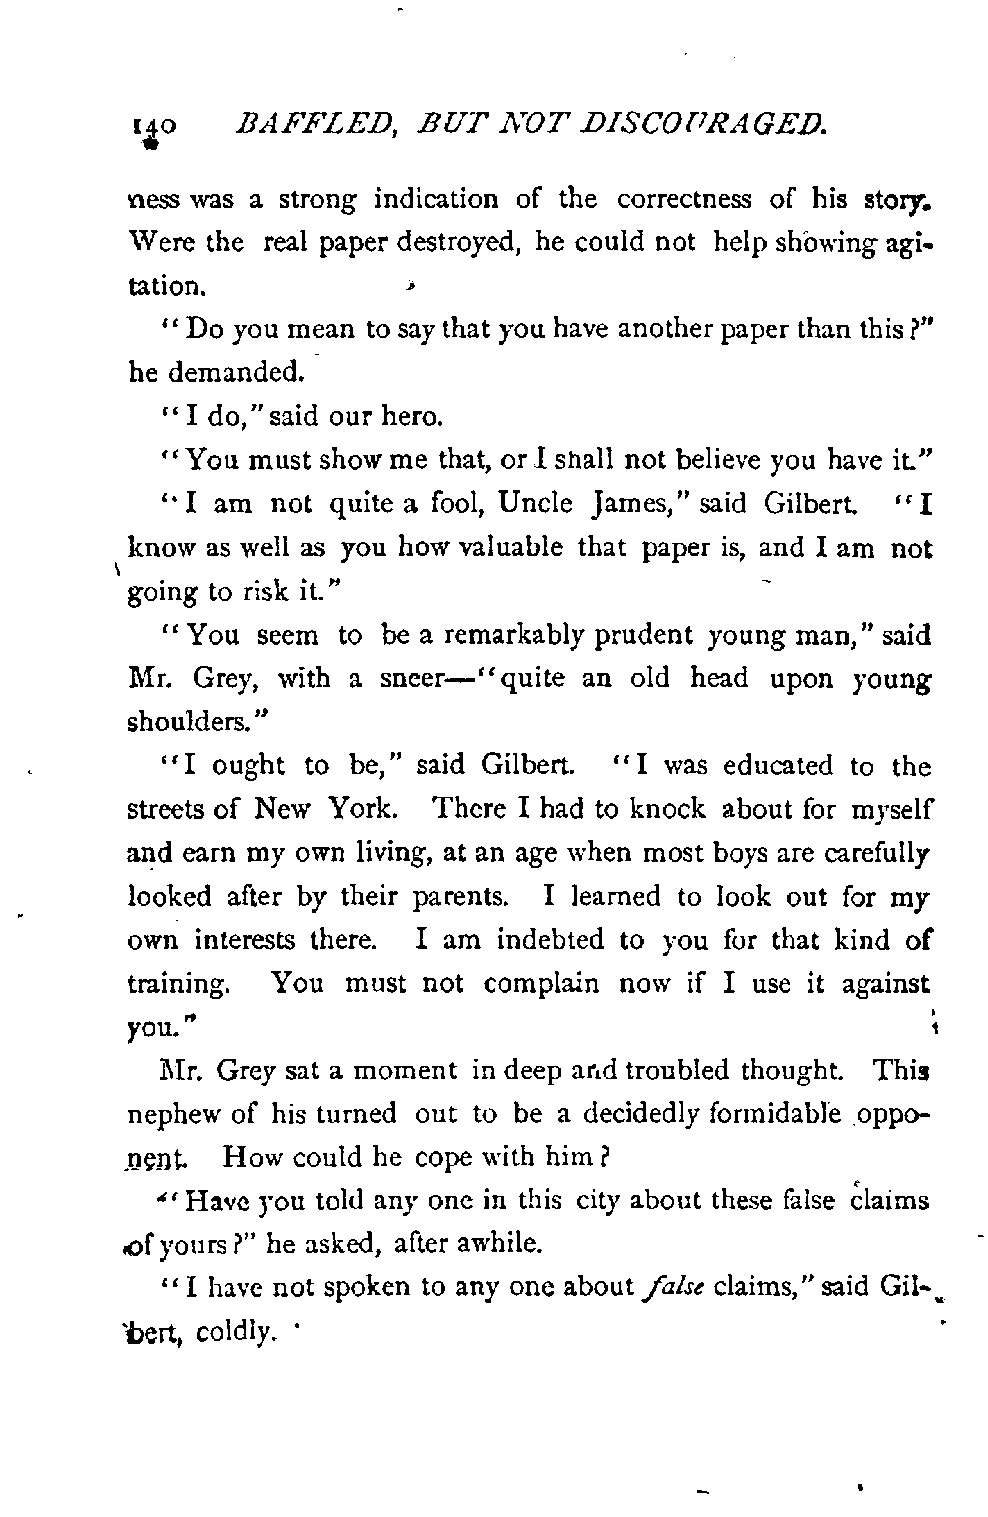 140 BAFFLED, BUT NOT DISCOURAGED.
ness was a strong indication of the correctness of his story.
Were the real paper destroyed, he could not help showing agi-
tation.
"Do you mean to say that you have another paper than this?"
he demanded.
"I do," said our hero.
"You must show me that, or I shall not believe you have it."
"I am not quite a fool, Uncle James," said Gilbert. "I
know as well as you how valuable that paper is, and I am not
going to risk it."
"You seem to be a remarkably prudent young man," said
Mr. Grey, with a sneer—"quite an old head upon young
shoulders."
"I ought to be," said Gilbert. "I was educated to the
streets of New York. There I had to knock about for myself
and earn my own living, at an age when most boys are carefully
looked after by their parents. I learned to look out for my
own interests there. I am indebted to you for that kind of
training. You must not complain now if I use it against
you."
Mr. Grey sat a moment in deep and troubled thought. This
nephew of his turned out to be a decidedly formidable oppo-
nent. How could he cope with him?
"Have you told any one in this city about these false claims
of yours?" he asked, after awhile.
"I have not spoken to any one about false claims," said Gil-
bert, coldly.